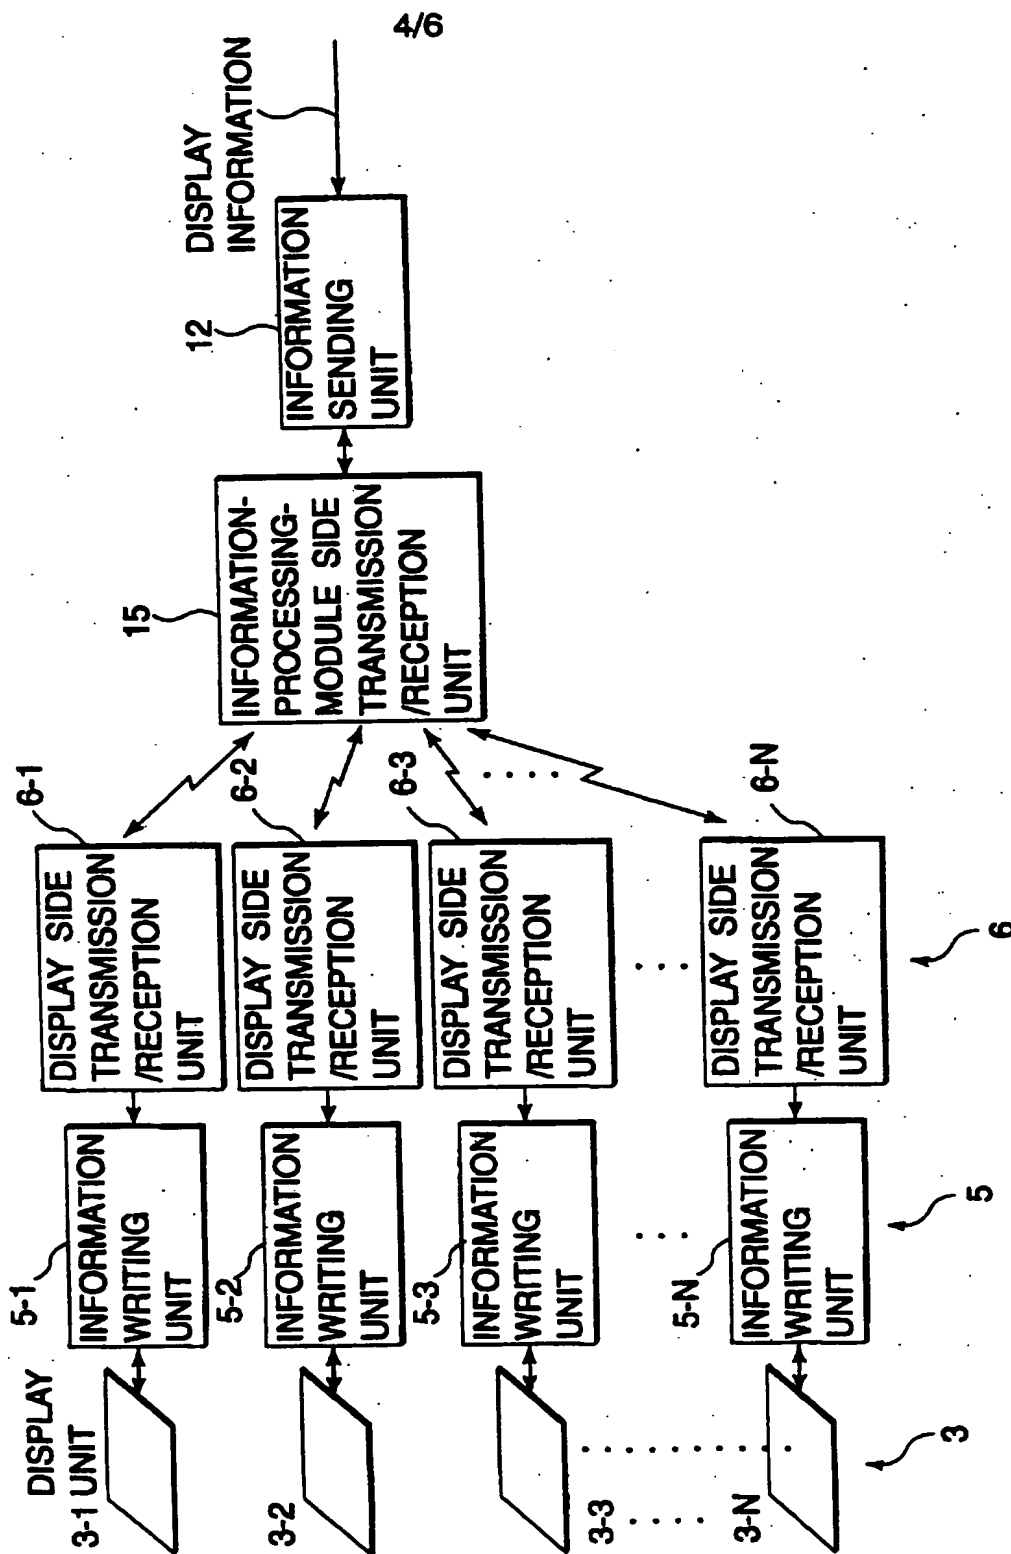 4/6
DISPLAY
INFORMATION
12
INFORMATION
SENDING
UNIT
15
INFORMATION-
PROCESSING-
MODULE SIDE
TRANSMISSION
/RECEPTION
UNIT
6-1
DISPLAY SIDE
TRANSMISSION
/RECEPTION
UNIT
6-2
DISPLAY SIDE
TRANSMISSION
/RECEPTION
UNIT
6-3
DISPLAY SIDE
TRANSMISSION
/RECEPTION
UNIT
6-N
DISPLAY SIDE
TRANSMISSION
/RECEPTION
UNIT
6
5-1
INFORMATION
WRITING
UNIT
5-2
INFORMATION
WRITING
UNIT
5-3
INFORMATION
WRITING
UNIT
5-N
INFORMATION
WRITING
UNIT
5
DISPLAY
UNIT
3-1
3-2
3-3
3-N
3